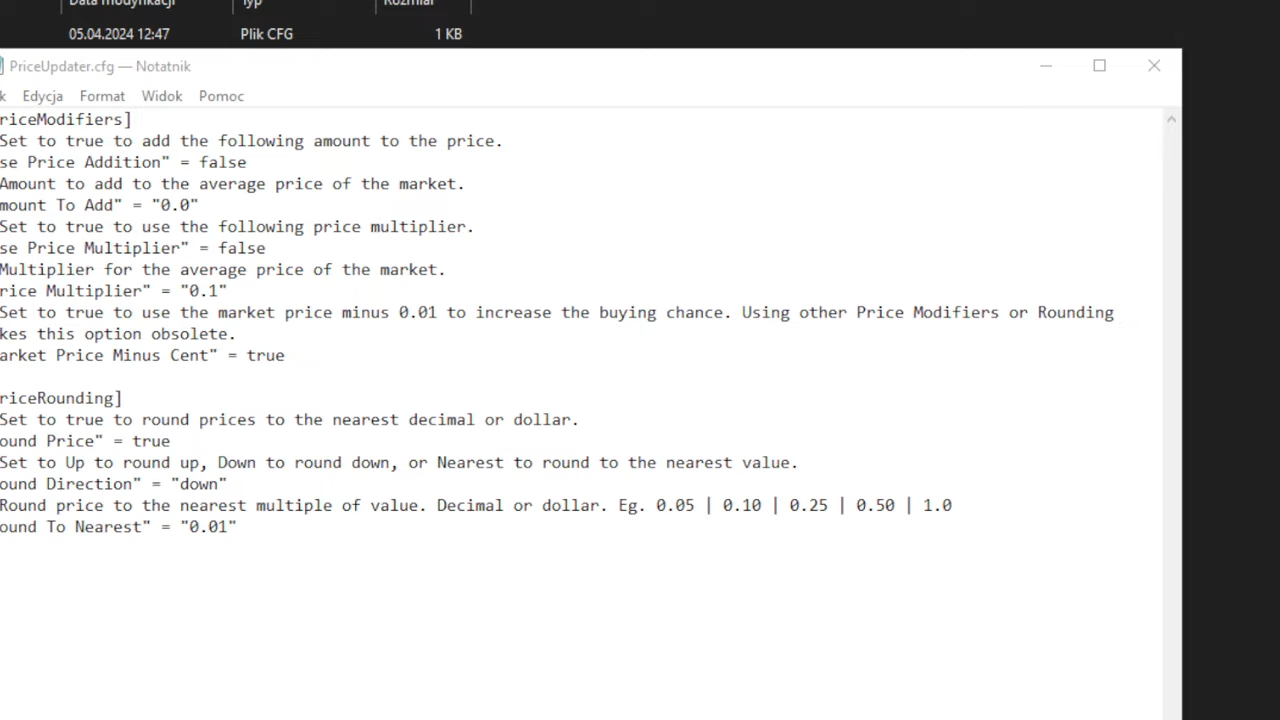 Data modyfikacji Typ Rozmiar
05.04.2024 12:47 Plik CFG 1 KB
PriceUpdater.cfg — Notatnik
k Edycja Format Widok Pomoc
riceModifiers]
Set to true to add the following amount to the price.
se Price Addition" = false
Amount to add to the average price of the market.
mount To Add" = "0.0"
Set to true to use the following price multiplier.
se Price Multiplier" = false
Multiplier for the average price of the market.
rice Multiplier" = "0.1"
Set to true to use the market price minus 0.01 to increase the buying chance. Using other Price Modifiers or Rounding
kes this option obsolete.
arket Price Minus Cent" = true
riceRounding]
Set to true to round prices to the nearest decimal or dollar.
ound Price" = true
Set to Up to round up, Down to round down, or Nearest to round to the nearest value.
ound Direction" = "down"
Round price to the nearest multiple of value. Decimal or dollar. Eg. 0.05 | 0.10 | 0.25 | 0.50 | 1.0
ound To Nearest" = "0.01"